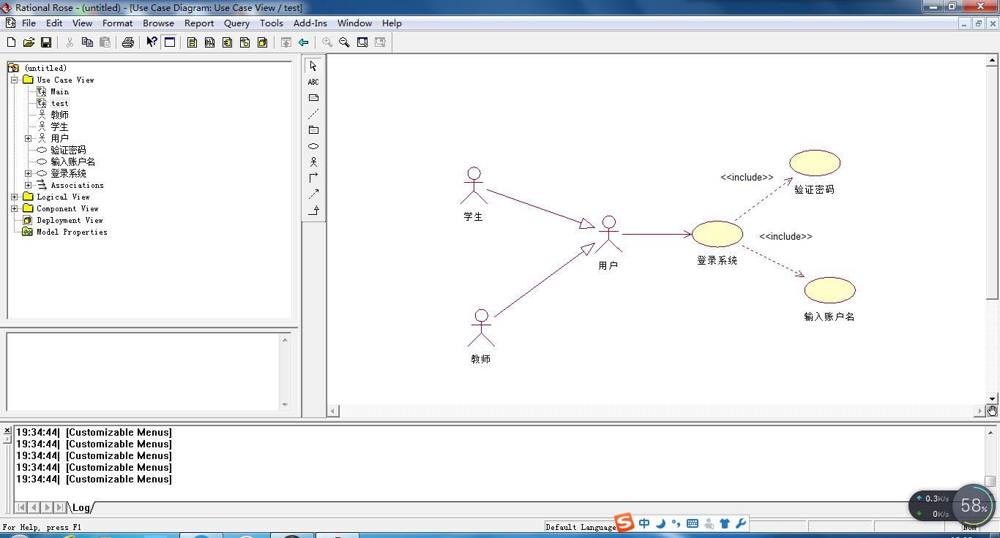 Rational Rose - (untitled) - [Use Case Diagram: Use Case View / test]
File Edit View Format Browse Report Query Tools Add-Ins Window Help
(untitled)
Use Case View
Main
test
教师
学生
用户
验证密码
输入账户名
登录系统
Associations
Logical View
Component View
Deployment View
Model Properties
ABC
<<include>>
验证密码
学生
<<include>>
登录系统
用户
输入账户名
教师
19:34:44| [Customizable Menus]
19:34:44| [Customizable Menus]
19:34:44| [Customizable Menus]
19:34:44| [Customizable Menus]
19:34:44| [Customizable Menus]
Log
0.3K/s
0K/s
58%
For Help, press F1
Default Language
S 中